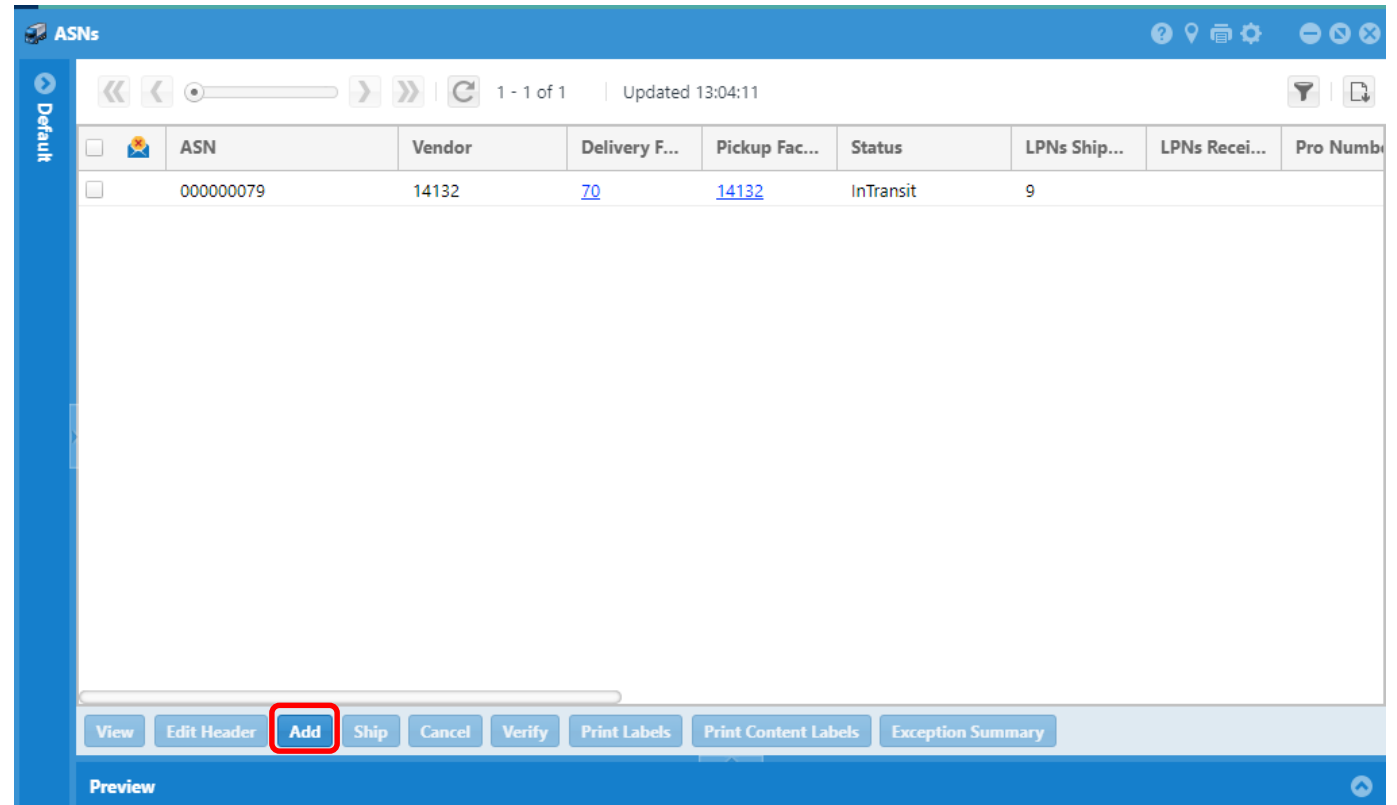 ASNs
Default
1 - 1 of 1 Updated 13:04:11
ASN Vendor Delivery F... Pickup Fac... Status LPNs Ship... LPNs Recei... Pro Numb
000000079 14132 70 14132 InTransit 9
View Edit Header Add Ship Cancel Verify Print Labels Print Content Labels Exception Summary
Preview